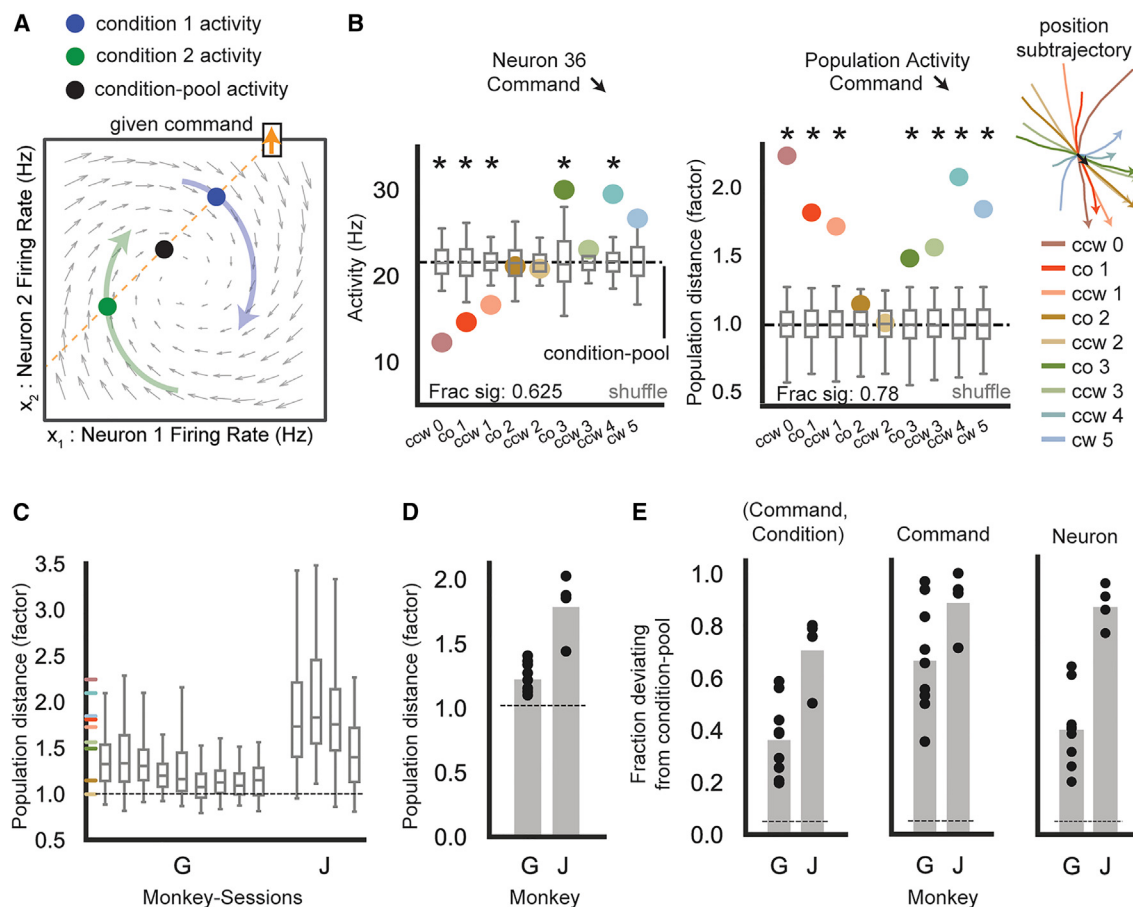 A
condition 1 activity
condition 2 activity
condition-pool activity
given command
x2 : Neuron 2 Firing Rate (Hz)
x1 : Neuron 1 Firing Rate (Hz)
B
Neuron 36
Command ➘
* * * * *
Activity (Hz)
30
20
10
condition-pool
Frac sig: 0.625
shuffle
ccw 0
co 1
ccw 1
co 2
ccw 2
co 3
ccw 3
ccw 4
cw 5
Population Activity
Command ➘
* * * * * * *
Population distance (factor)
2.0
1.5
1.0
0.5
Frac sig: 0.78
shuffle
ccw 0
co 1
ccw 1
co 2
ccw 2
co 3
ccw 3
ccw 4
cw 5
position
subtrajectory
ccw 0
co 1
ccw 1
co 2
ccw 2
co 3
ccw 3
ccw 4
cw 5
C
Population distance (factor)
3.5
3.0
2.5
2.0
1.5
1.0
0.5
G J
Monkey-Sessions
D
Population distance (factor)
2.0
1.5
1.0
0.5
0.0
G J
Monkey
E
(Command,
Condition)
Command
Neuron
Fraction deviating
from condition-pool
1.0
0.8
0.6
0.4
0.2
0.0
G J
G J
G J
Monkey